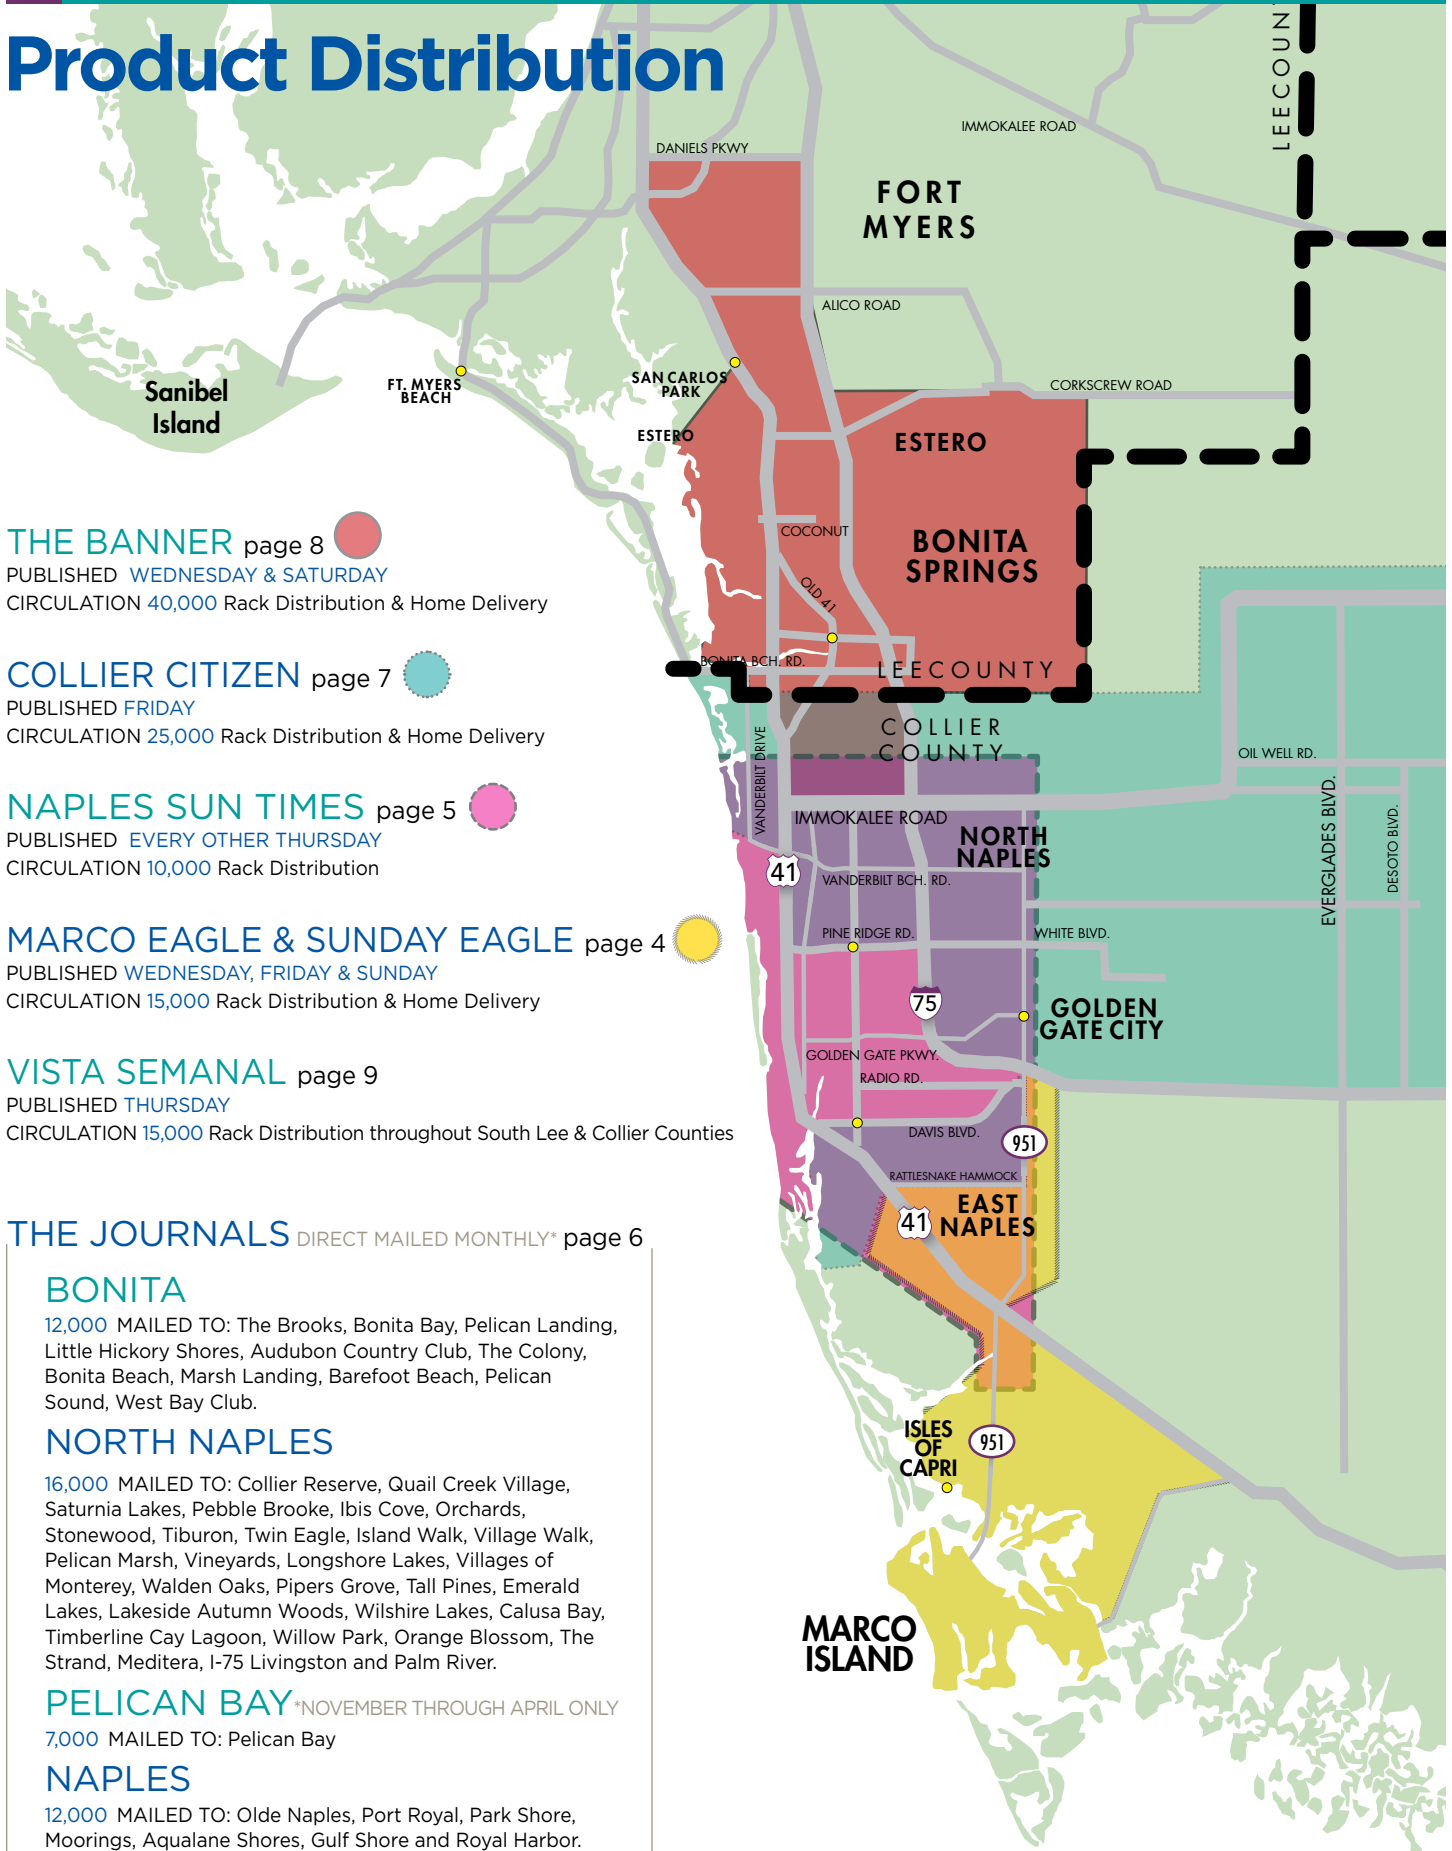 Product Distribution
THE BANNER page 8
PUBLISHED WEDNESDAY & SATURDAY
CIRCULATION 40,000 Rack Distribution & Home Delivery
COLLIER CITIZEN page 7
PUBLISHED FRIDAY
CIRCULATION 25,000 Rack Distribution & Home Delivery
NAPLES SUN TIMES page 5
PUBLISHED EVERY OTHER THURSDAY
CIRCULATION 10,000 Rack Distribution
MARCO EAGLE & SUNDAY EAGLE page 4
PUBLISHED WEDNESDAY, FRIDAY & SUNDAY
CIRCULATION 15,000 Rack Distribution & Home Delivery
VISTA SEMANAL page 9
PUBLISHED THURSDAY
CIRCULATION 15,000 Rack Distribution throughout South Lee & Collier Counties
THE JOURNALS DIRECT MAILED MONTHLY* page 6
BONITA
12,000 MAILED TO: The Brooks, Bonita Bay, Pelican Landing,
Little Hickory Shores, Audubon Country Club, The Colony,
Bonita Beach, Marsh Landing, Barefoot Beach, Pelican
Sound, West Bay Club.
NORTH NAPLES
16,000 MAILED TO: Collier Reserve, Quail Creek Village,
Saturnia Lakes, Pebble Brooke, Ibis Cove, Orchards,
Stonewood, Tiburon, Twin Eagle, Island Walk, Village Walk,
Pelican Marsh, Vineyards, Longshore Lakes, Villages of
Monterey, Walden Oaks, Pipers Grove, Tall Pines, Emerald
Lakes, Lakeside Autumn Woods, Wilshire Lakes, Calusa Bay,
Timberline Cay Lagoon, Willow Park, Orange Blossom, The
Strand, Meditera, I-75 Livingston and Palm River.
PELICAN BAY*NOVEMBER THROUGH APRIL ONLY
7,000 MAILED TO: Pelican Bay
NAPLES
12,000 MAILED TO: Olde Naples, Port Royal, Park Shore,
Moorings, Aqualane Shores, Gulf Shore and Royal Harbor.
LEECOUN
IMMOKALEE ROAD
DANIELS PKWY
FORT
MYERS
ALICO ROAD
Sanibel
Island
FT. MYERS
BEACH
SAN CARLOS
PARK
CORKSCREW ROAD
ESTERO
ESTERO
COCONUT
BONITA
SPRINGS
OLD 41
BONITA BCH. RD.
LEECOUNTY
COLLIER
COUNTY
VANDERBILT DRIVE
OIL WELL RD.
EVERGLADES BLVD.
DESOTO BLVD.
IMMOKALEE ROAD
NORTH
NAPLES
41
VANDERBILT BCH. RD.
PINE RIDGE RD.
WHITE BLVD.
75
GOLDEN
GATE CITY
GOLDEN GATE PKWY.
RADIO RD.
DAVIS BLVD.
951
RATTLESNAKE HAMMOCK
EAST
NAPLES
41
ISLES
OF
CAPRI
951
MARCO
ISLAND